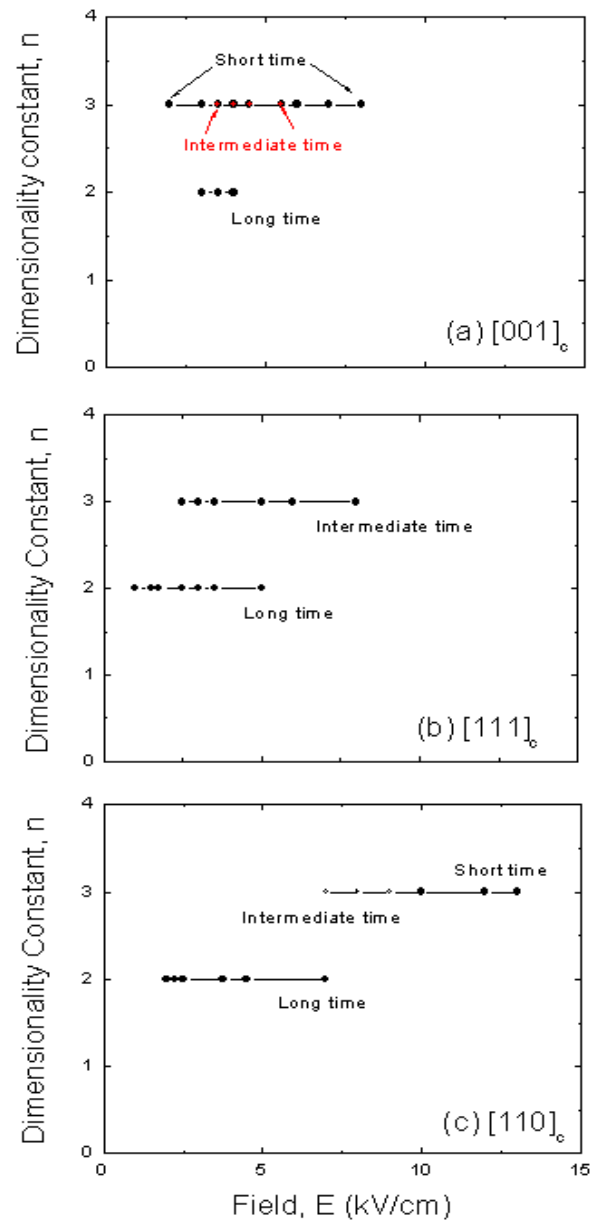 4
Short time
3
Intermediate time
2
Long time
1
(a) [001]c
0
Dimensionality constant, n
4
3
Intermediate time
2
Long time
1
(b) [111]c
0
Dimensionality Constant, n
4
Short time
3
Intermediate time
2
Long time
1
(c) [110]c
0
Dimensionality Constant, n
0 5 10 15
Field, E (kV/cm)